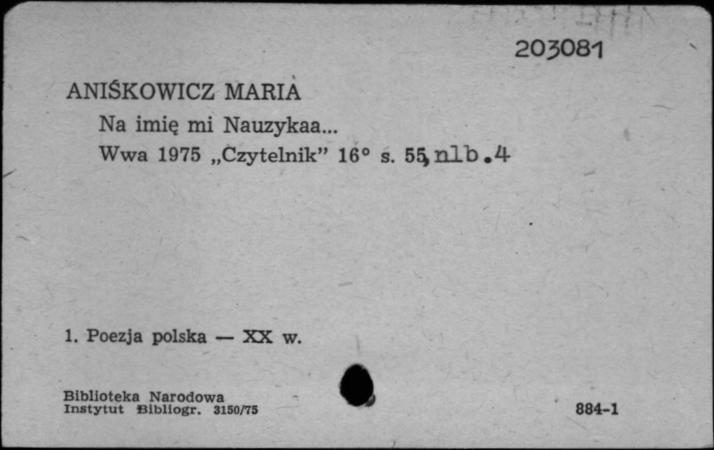 203081
ANIŚKOWICZ MARIA
Na imię mi Nauzykaa...
Wwa 1975 „Czytelnik” 16° s. 55, nlb.4
1. Poezja polska — XX w.
Biblioteka Narodowa
Instytut Bibliogr. 3150/75
884-1